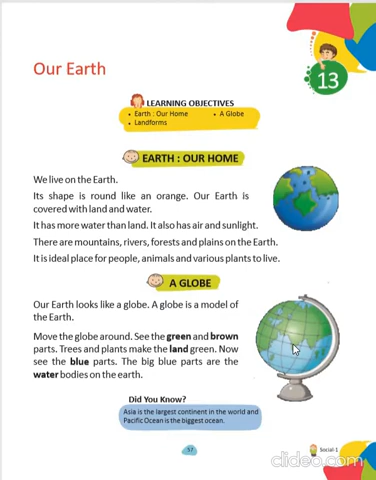 Our Earth
13
LEARNING OBJECTIVES
• Earth : Our Home • A Globe
• Landforms
EARTH : OUR HOME
We live on the Earth.
Its shape is round like an orange. Our Earth is
covered with land and water.
It has more water than land. It also has air and sunlight.
There are mountains, rivers, forests and plains on the Earth.
It is ideal place for people, animals and various plants to live.
A GLOBE
Our Earth looks like a globe. A globe is a model of
the Earth.
Move the globe around. See the green and brown
parts. Trees and plants make the land green. Now
see the blue parts. The big blue parts are the
water bodies on the earth.
Did You Know?
Asia is the largest continent in the world and
Pacific Ocean is the biggest ocean.
57
Social 1
clideo.com